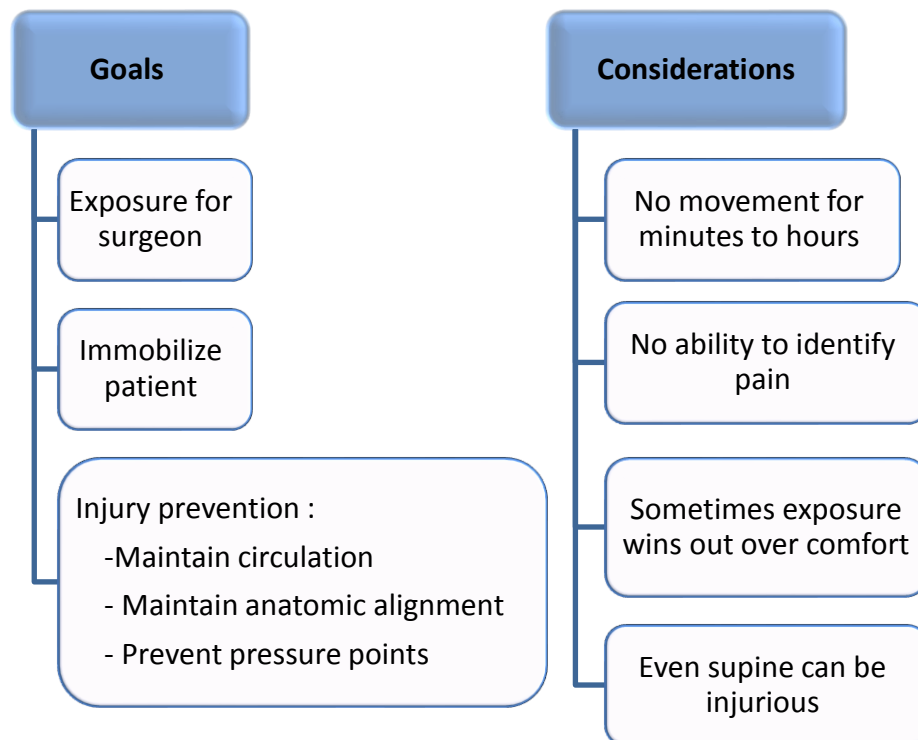 Goals
Exposure for
surgeon
Immobilize
patient
Injury prevention :
-Maintain circulation
- Maintain anatomic alignment
- Prevent pressure points
Considerations
No movement for
minutes to hours
No ability to identify
pain
Sometimes exposure
wins out over comfort
Even supine can be
injurious